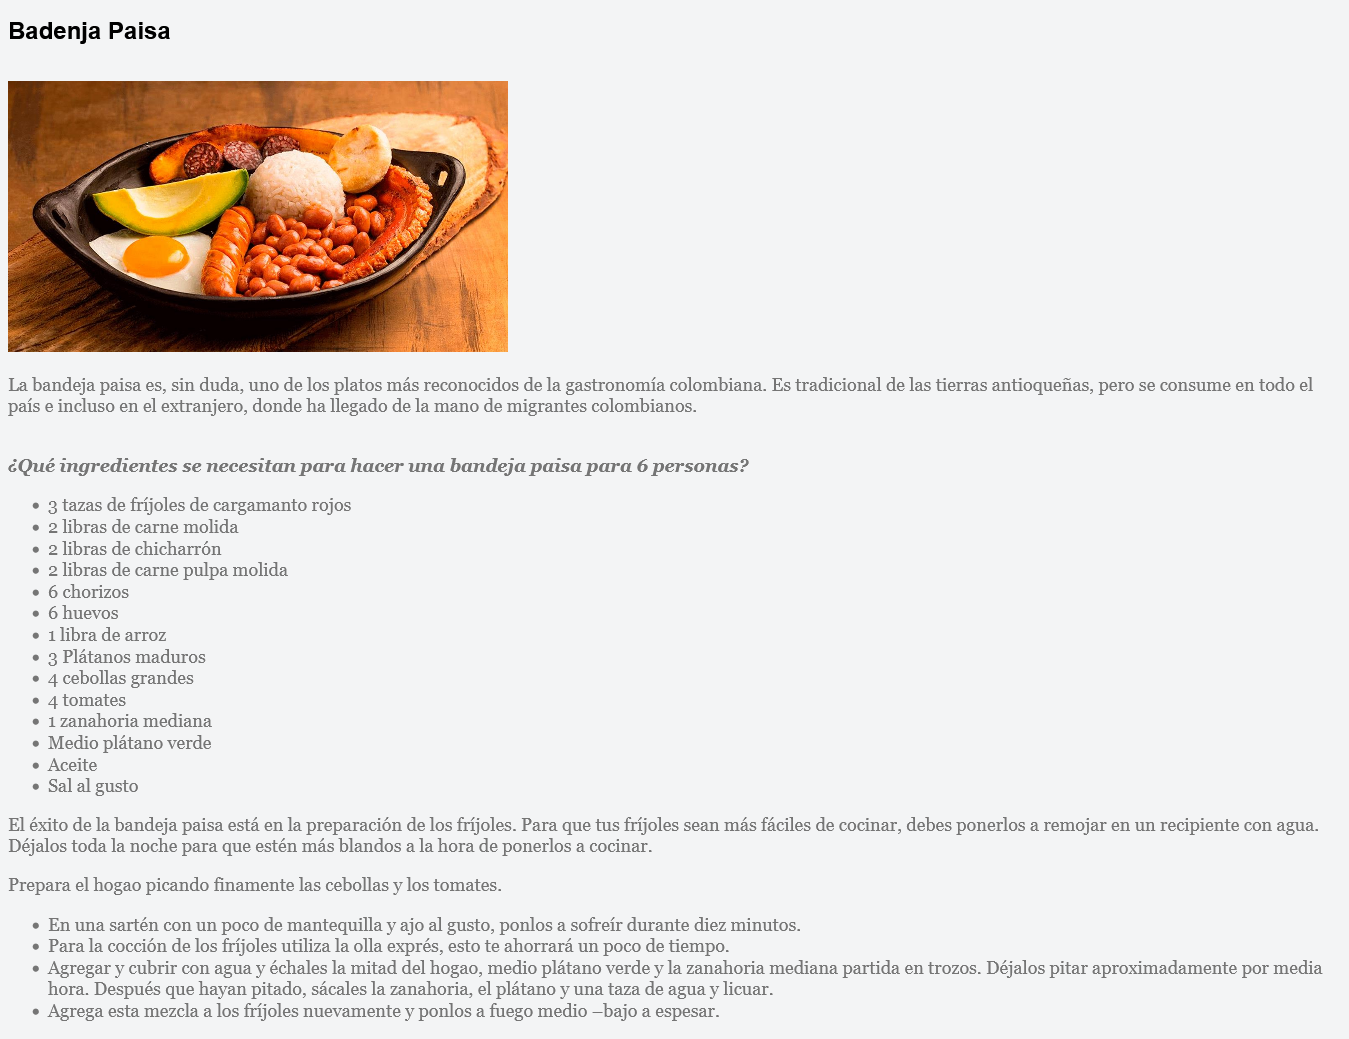 Badenja Paisa
La bandeja paisa es, sin duda, uno de los platos más reconocidos de la gastronomía colombiana. Es tradicional de las tierras antioqueñas, pero se consume en todo el
país e incluso en el extranjero, donde ha llegado de la mano de migrantes colombianos.
¿Qué ingredientes se necesitan para hacer una bandeja paisa para 6 personas?
• 3 tazas de fríjoles de cargamanto rojos
• 2 libras de carne molida
• 2 libras de chicharrón
• 2 libras de carne pulpa molida
• 6 chorizos
• 6 huevos
• 1 libra de arroz
• 3 Plátanos maduros
• 4 cebollas grandes
• 4 tomates
• 1 zanahoria mediana
• Medio plátano verde
• Aceite
• Sal al gusto
El éxito de la bandeja paisa está en la preparación de los fríjoles. Para que tus fríjoles sean más fáciles de cocinar, debes ponerlos a remojar en un recipiente con agua.
Déjalos toda la noche para que estén más blandos a la hora de ponerlos a cocinar.
Prepara el hogao picando finamente las cebollas y los tomates.
• En una sartén con un poco de mantequilla y ajo al gusto, ponlos a sofreír durante diez minutos.
• Para la cocción de los fríjoles utiliza la olla exprés, esto te ahorrará un poco de tiempo.
• Agregar y cubrir con agua y échales la mitad del hogao, medio plátano verde y la zanahoria mediana partida en trozos. Déjalos pitar aproximadamente por media
hora. Después que hayan pitado, sácales la zanahoria, el plátano y una taza de agua y licuar.
• Agrega esta mezcla a los fríjoles nuevamente y ponlos a fuego medio –bajo a espesar.